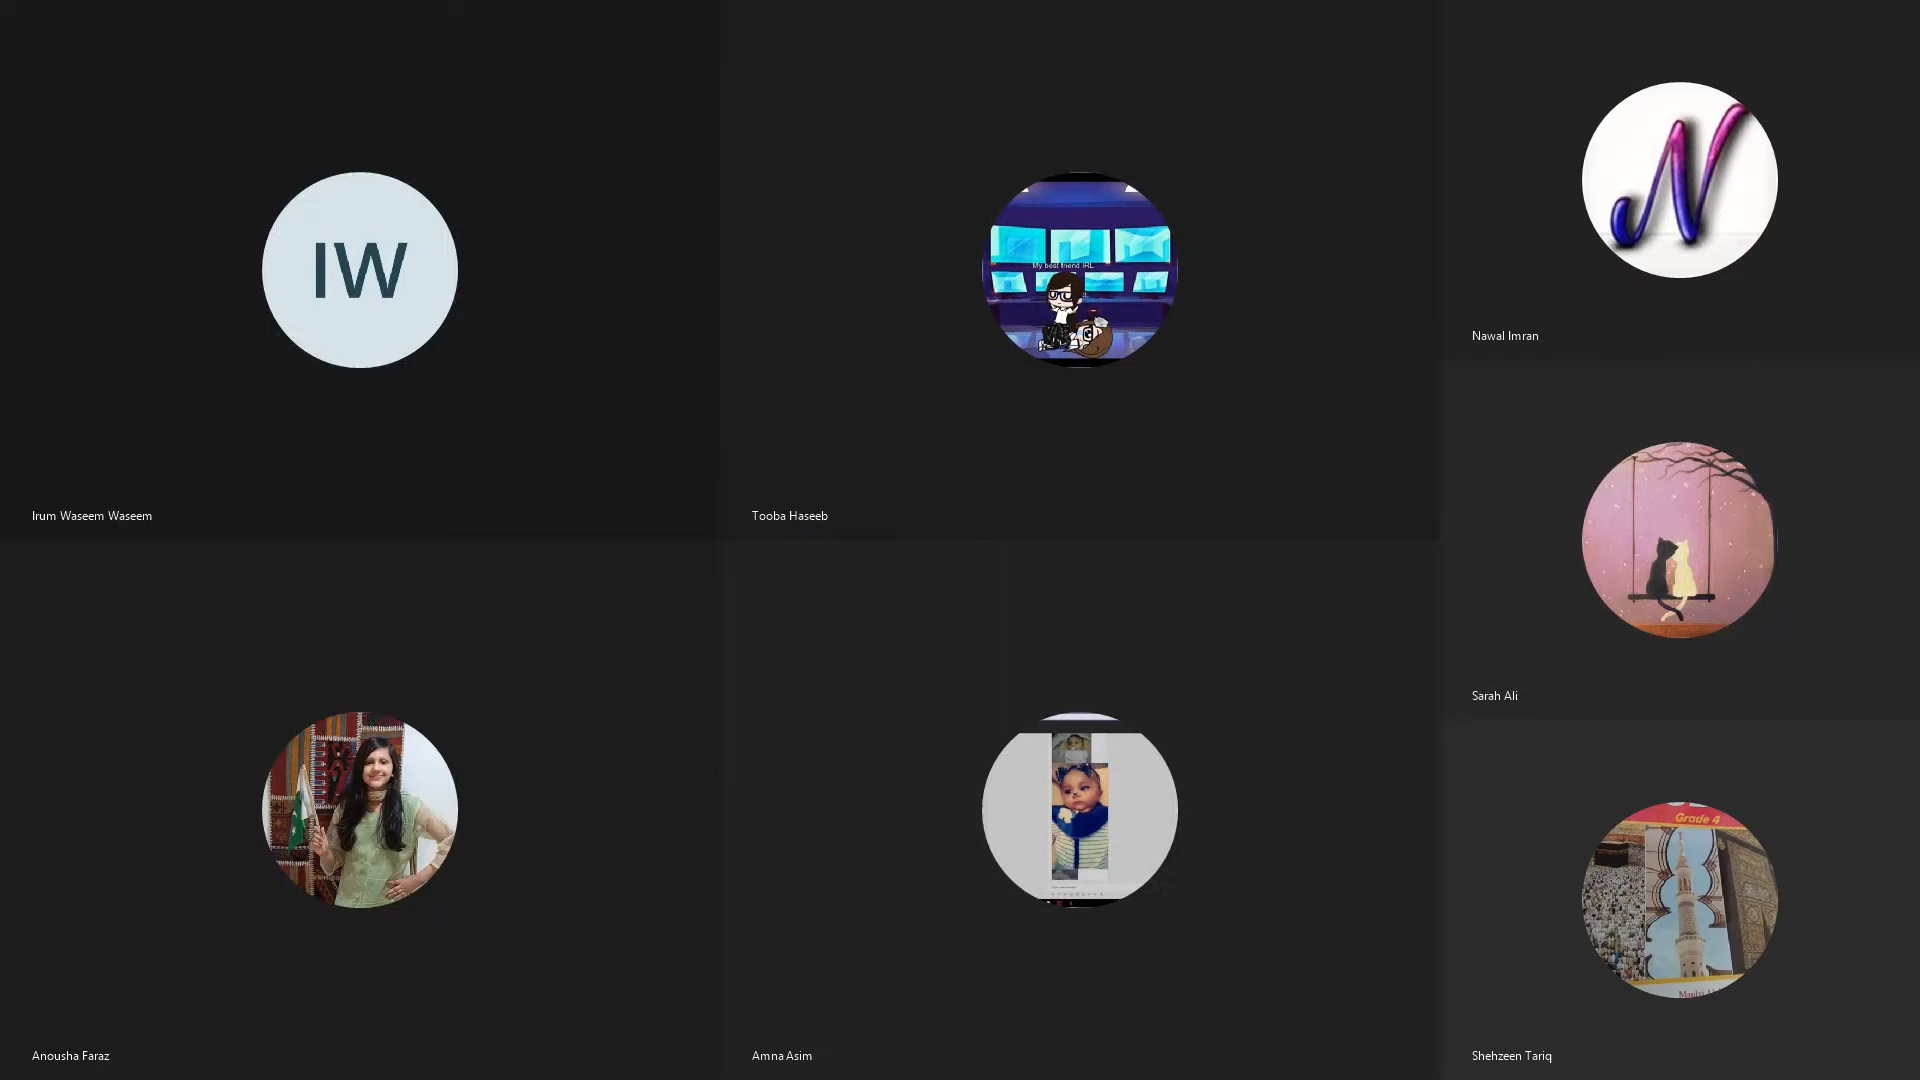 IW
Irum Waseem Waseem
My best friend IRL
Tooba Haseeb
N
Nawal Imran
Sarah Ali
Anousha Faraz
Amna Asim
Grade 4
Shehzeen Tariq